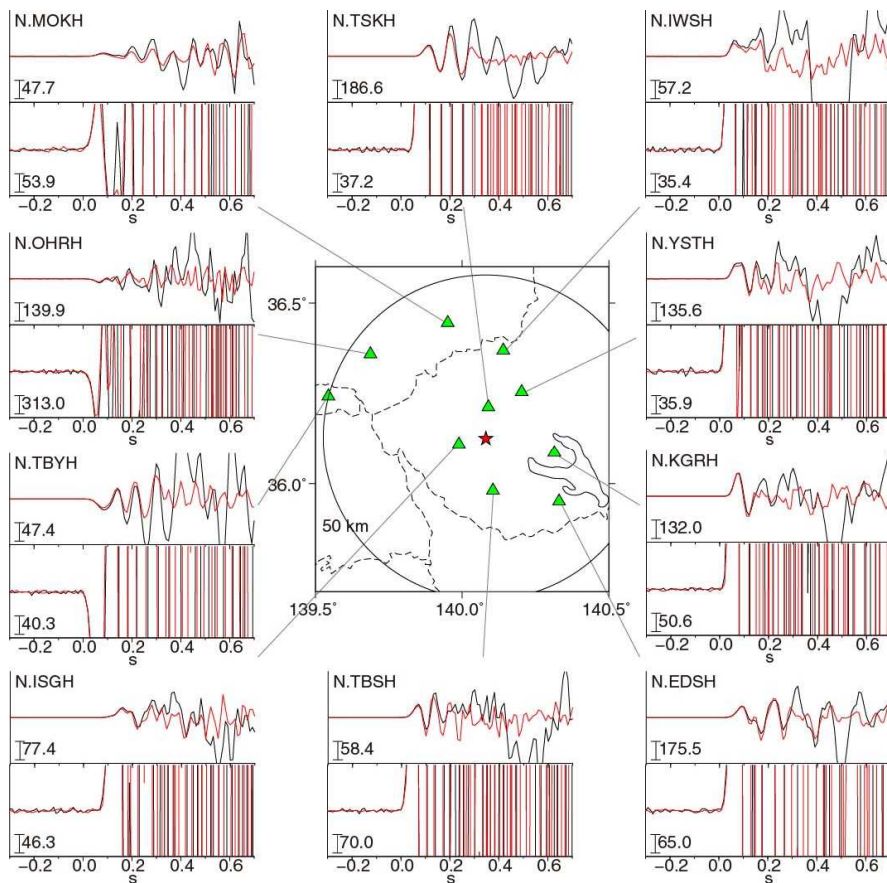 N.MOKH
47.7
53.9
−0.2 0.0 0.2 0.4 0.6
s
N.TSKH
186.6
37.2
−0.2 0.0 0.2 0.4 0.6
s
N.IWSH
57.2
35.4
−0.2 0.0 0.2 0.4 0.6
s
N.OHRH
139.9
313.0
−0.2 0.0 0.2 0.4 0.6
s
36.5˚
36.0˚
50 km
139.5˚ 140.0˚ 140.5˚
N.YSTH
135.6
35.9
−0.2 0.0 0.2 0.4 0.6
s
N.TBYH
47.4
40.3
−0.2 0.0 0.2 0.4 0.6
s
N.KGRH
132.0
50.6
−0.2 0.0 0.2 0.4 0.6
s
N.ISGH
77.4
46.3
−0.2 0.0 0.2 0.4 0.6
s
N.TBSH
58.4
70.0
−0.2 0.0 0.2 0.4 0.6
s
N.EDSH
175.5
65.0
−0.2 0.0 0.2 0.4 0.6
s